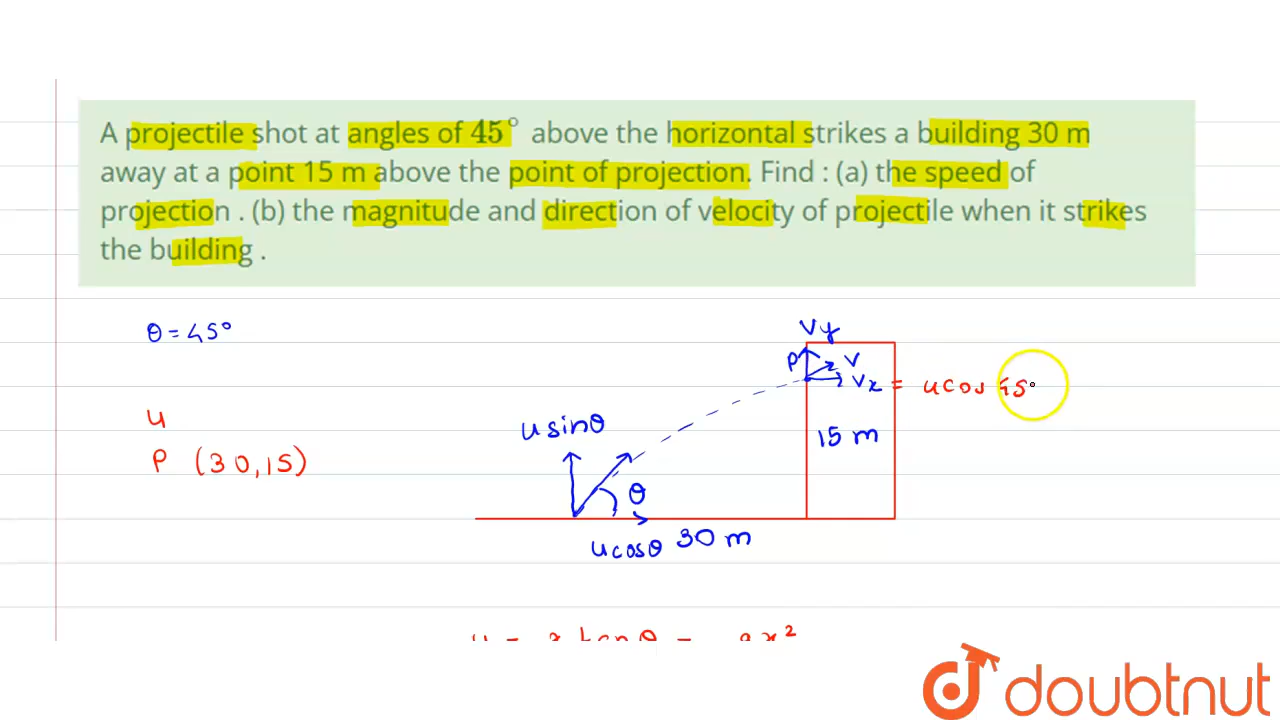 A projectile shot at angles of 45° above the horizontal strikes a building 30 m
away at a point 15 m above the point of projection. Find : (a) the speed of
projection . (b) the magnitude and direction of velocity of projectile when it strikes
the building .
θ = 45°
Vy
P V
Vx = u cos 45°
u
u sinθ
15 m
P (30,15)
θ
u cosθ 30 m
y = x tan θ - gx²
doubtnut